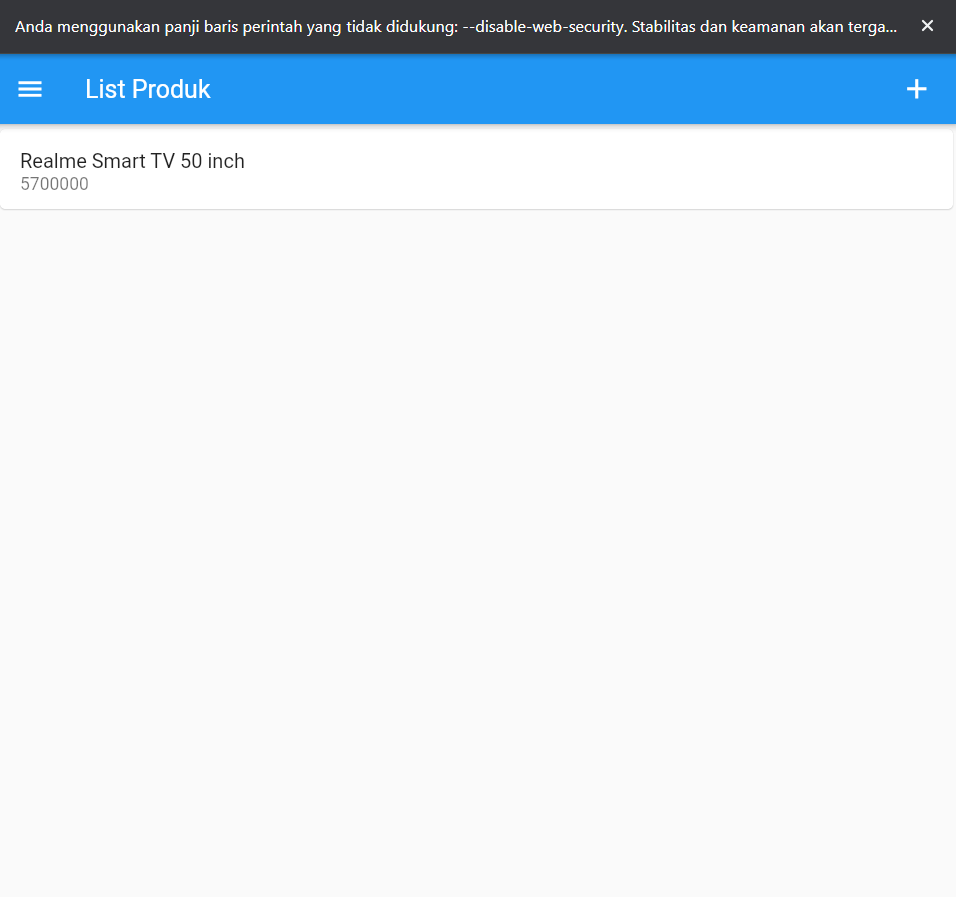 Anda menggunakan panji baris perintah yang tidak didukung: --disable-web-security. Stabilitas dan keamanan akan terga...
List Produk
Realme Smart TV 50 inch
5700000